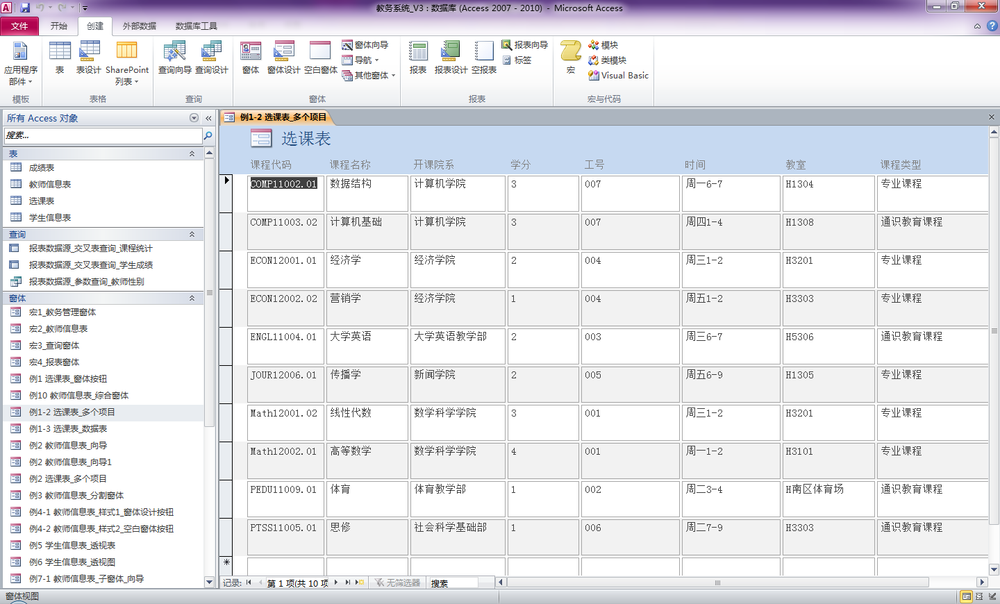 教务系统_V3 : 数据库 (Access 2007 - 2010) - Microsoft Access
文件 开始 创建 外部数据 数据库工具
应用程序部件 表 表设计 SharePoint 列表 查询向导 查询设计 窗体 窗体设计 空白窗体 窗体向导 导航 其他窗体 报表 报表设计 空报表 报表向导 标签 宏 模块 类模块 Visual Basic
模板 表格 查询 窗体 报表 宏与代码
所有 Access 对象
搜索...
表
成绩表
教师信息表
选课表
学生信息表
查询
报表数据源_交叉表查询_课程统计
报表数据源_交叉表查询_学生成绩
报表数据源_参数查询_教师性别
窗体
宏1_教务管理窗体
宏2_教师信息表
宏3_查询窗体
宏4_报表窗体
例1 选课表_窗体按钮
例10 教师信息表_综合窗体
例1-2 选课表_多个项目
例1-3 选课表_数据表
例2 教师信息表_向导
例2 教师信息表_向导1
例2 选课表_多个项目
例3 教师信息表_分割窗体
例4-1 教师信息表_样式1_窗体设计按钮
例4-2 教师信息表_样式2_空白窗体按钮
例5 学生信息表_透视表
例6 学生信息表_透视图
例7-1 教师信息表_子窗体_向导
例1-2 选课表_多个项目
选课表
课程代码 课程名称 开课院系 学分 工号 时间 教室 课程类型
COMP11002.01 数据结构 计算机学院 3 007 周一6-7 H1304 专业课程
COMP11003.02 计算机基础 计算机学院 3 007 周四1-4 H1308 通识教育课程
ECON12001.01 经济学 经济学院 2 004 周三1-2 H3201 专业课程
ECON12002.02 营销学 经济学院 1 004 周五1-2 H3303 专业课程
ENGL11004.01 大学英语 大学英语教学部 2 003 周三6-7 H5306 通识教育课程
JOUR12006.01 传播学 新闻学院 2 005 周五6-9 H1305 专业课程
Math12001.02 线性代数 数学科学学院 3 001 周三1-2 H3201 专业课程
Math12002.01 高等数学 数学科学学院 4 001 周一1-2 H3101 专业课程
PEDU11009.01 体育 体育教学部 1 002 周二3-4 H南区体育场 通识教育课程
PTSS11005.01 思修 社会科学基础部 1 006 周二7-9 H3303 通识教育课程
记录: 第 1 项(共 10 项 无筛选器 搜索
窗体视图